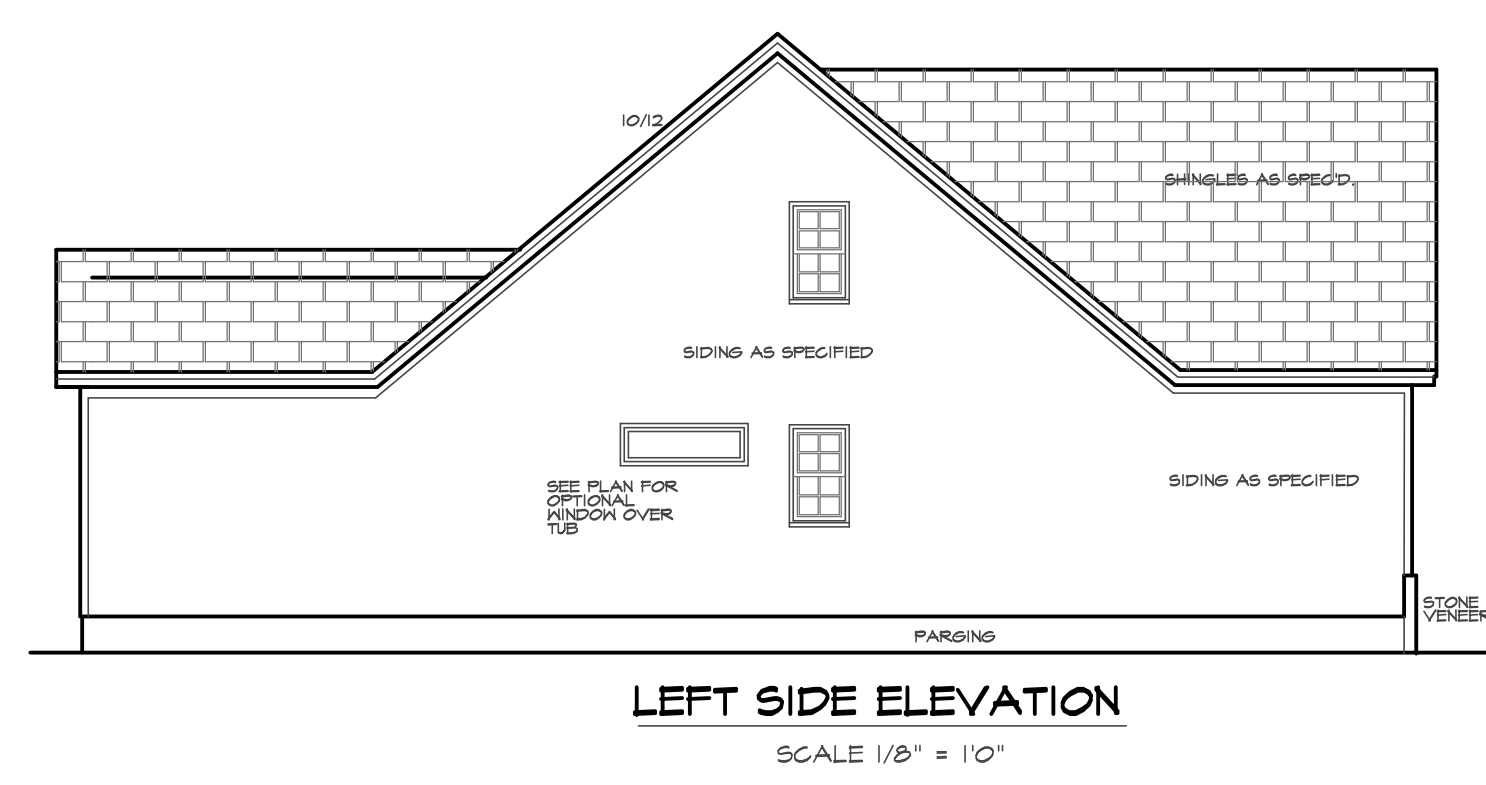 10/12
SHINGLES AS SPEC'D.
SIDING AS SPECIFIED
SEE PLAN FOR
OPTIONAL
WINDOW OVER
TUB
SIDING AS SPECIFIED
STONE
VENEER
PARGING
LEFT SIDE ELEVATION
SCALE 1/8" = 1'0"